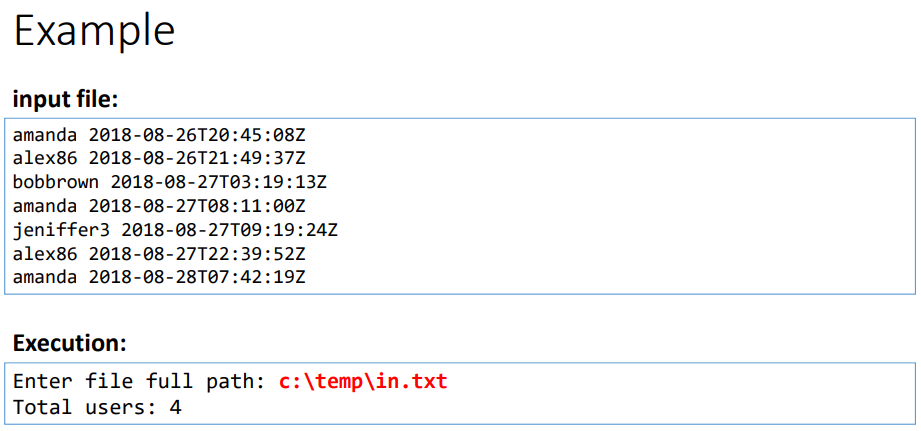 Example
input file:
amanda 2018-08-26T20:45:08Z
alex86 2018-08-26T21:49:37Z
bobbrown 2018-08-27T03:19:13Z
amanda 2018-08-27T08:11:00Z
jeniffer3 2018-08-27T09:19:24Z
alex86 2018-08-27T22:39:52Z
amanda 2018-08-28T07:42:19Z
Execution:
Enter file full path: c:\temp\in.txt
Total users: 4